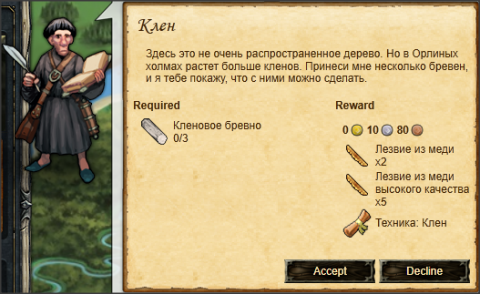 Клен
Здесь это не очень распространенное дерево. Но в Орлиных
холмах растет больше кленов. Принеси мне несколько бревен,
и я тебе покажу, что с ними можно сделать.
Required
Кленовое бревно
0/3
Reward
0 10 80
Лезвие из меди
x2
Лезвие из меди
высокого качества
x5
Техника: Клен
Accept
Decline